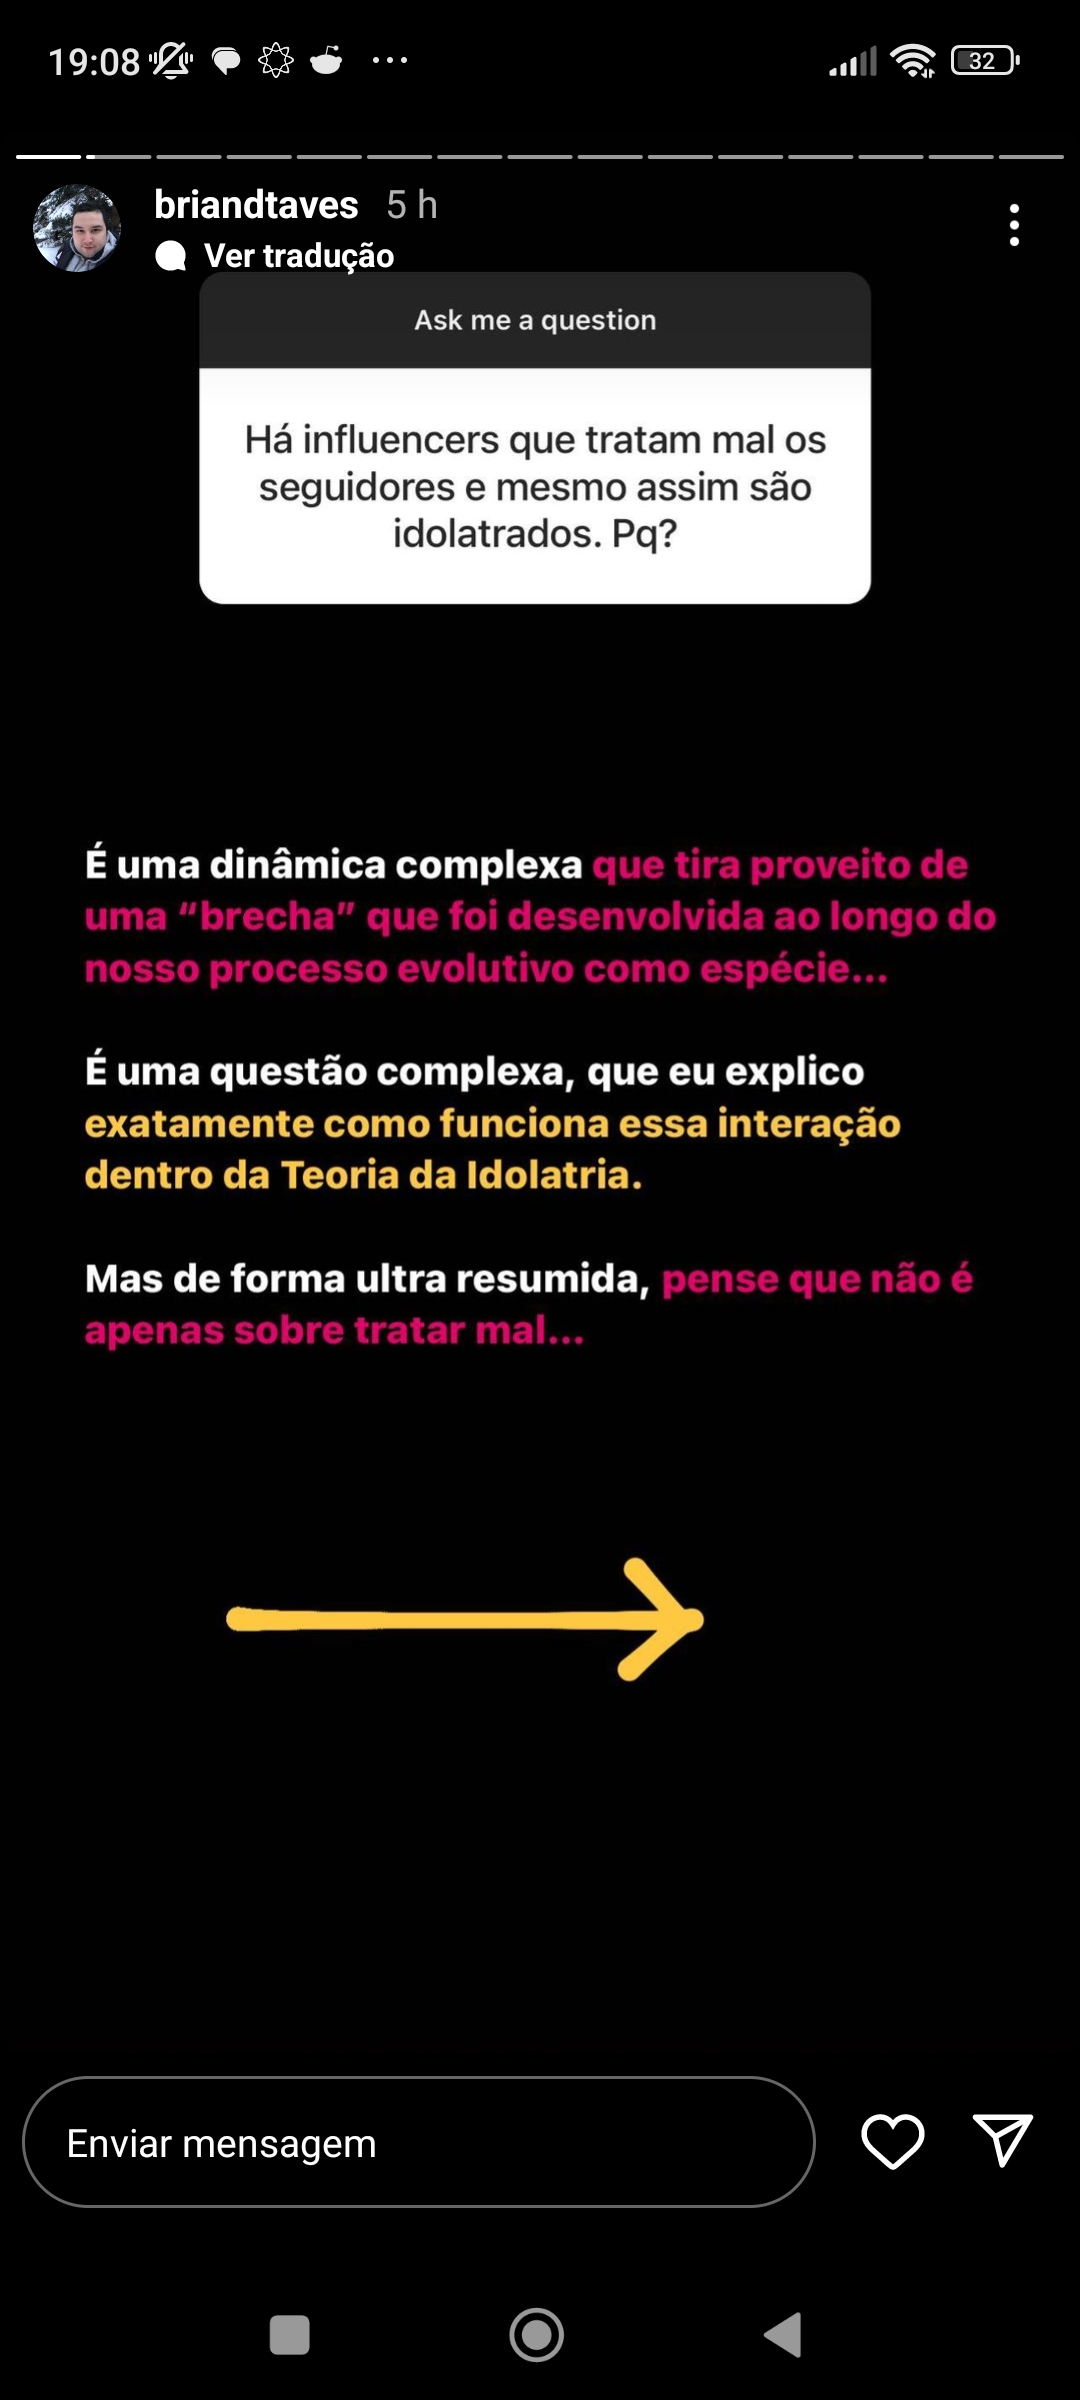 19:08
32
briandtaves 5 h
Ver tradução
Ask me a question
Há influencers que tratam mal os
seguidores e mesmo assim são
idolatrados. Pq?
É uma dinâmica complexa que tira proveito de
uma “brecha” que foi desenvolvida ao longo do
nosso processo evolutivo como espécie...
É uma questão complexa, que eu explico
exatamente como funciona essa interação
dentro da Teoria da Idolatria.
Mas de forma ultra resumida, pense que não é
apenas sobre tratar mal...
Enviar mensagem